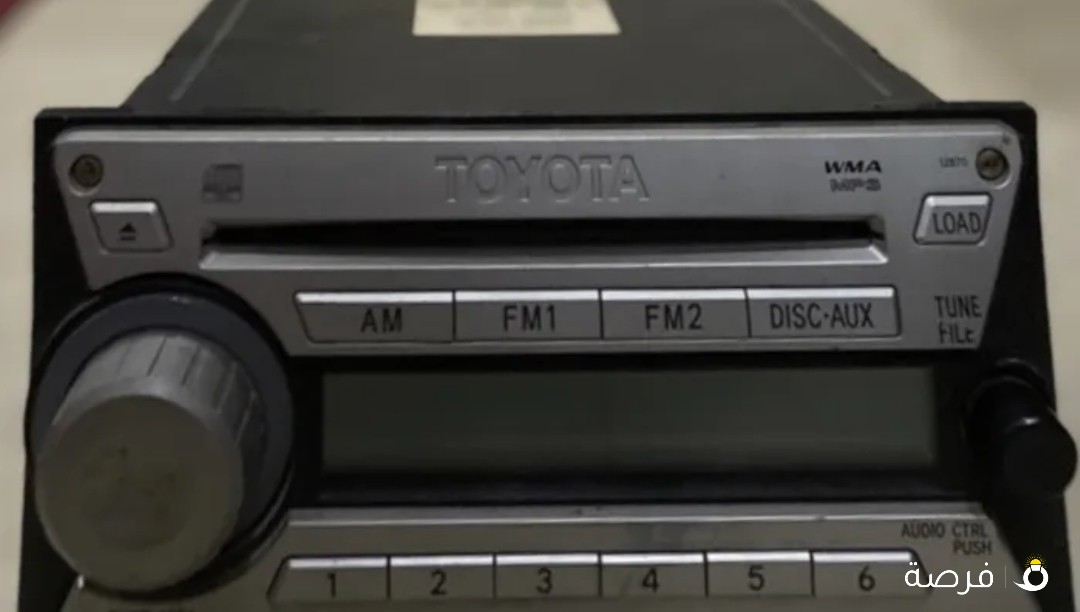 TOYOTA
WMA
MP3
LOAD
AM FM1 FM2 DISC·AUX
TUNE
FILE
AUDIO CTRL
PUSH
1 2 3 4 5 6
فرصة